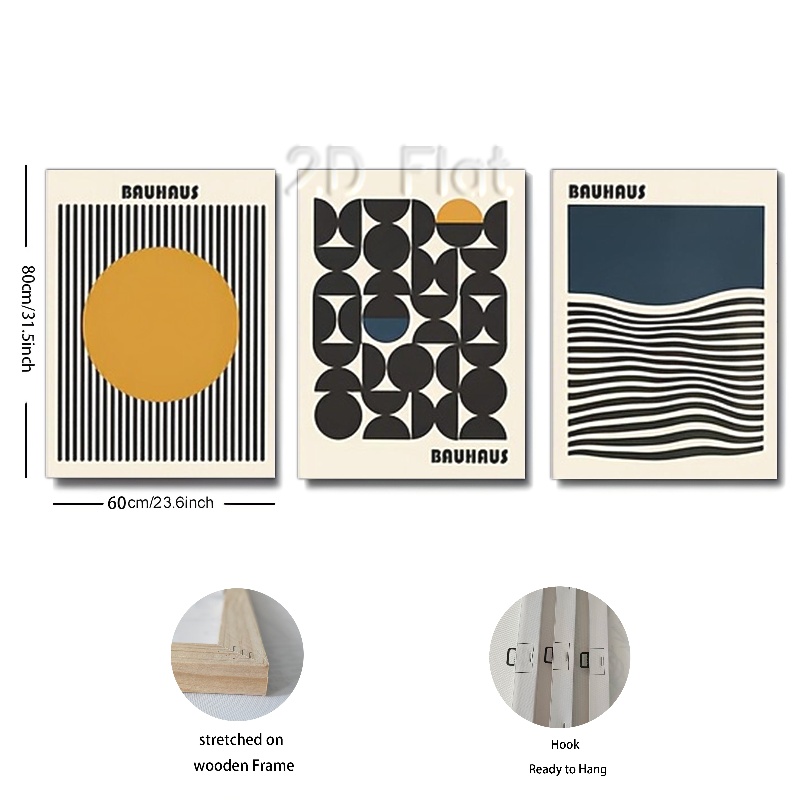 2D Flat
BAUHAUS
BAUHAUS
BAUHAUS
80cm/31.5inch
60cm/23.6inch
stretched on
wooden Frame
Hook
Ready to Hang